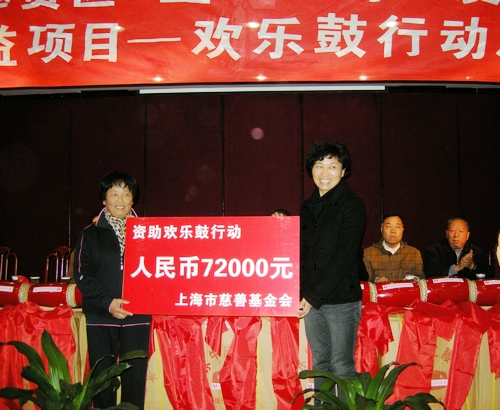 益项目—欢乐鼓行动
资助欢乐鼓行动
人民币72000元
上海市慈善基金会